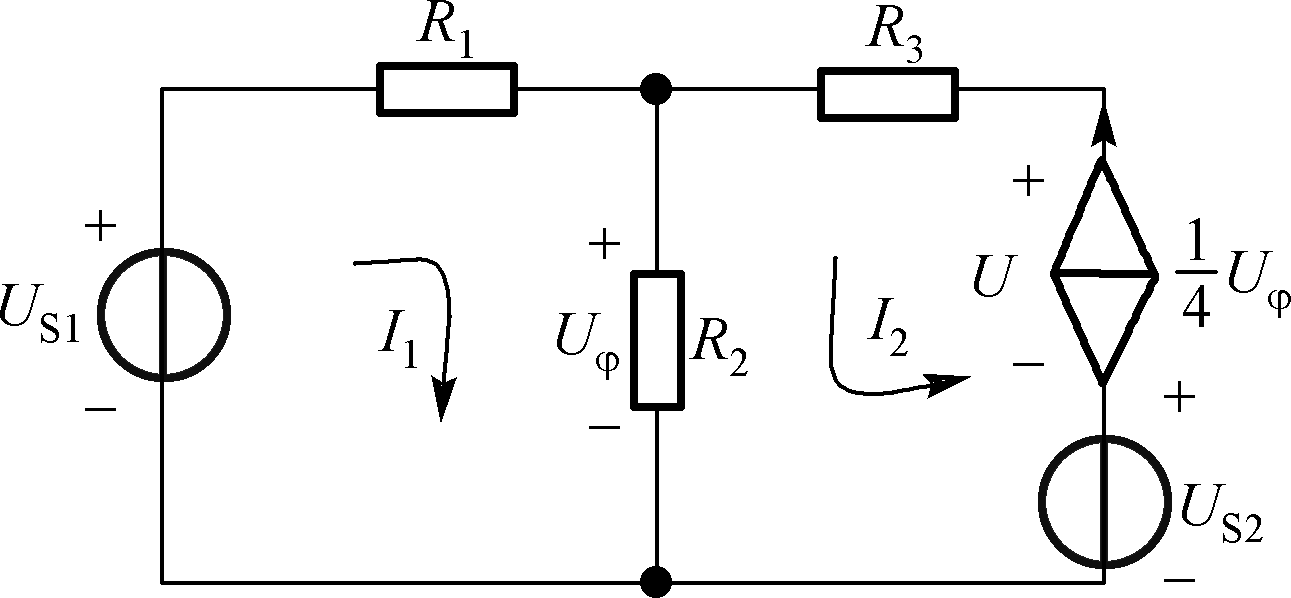 R1
R3
+
US1
−
I1
+
Uφ
−
R2
I2
+
U
−
1/4 Uφ
+
US2
−